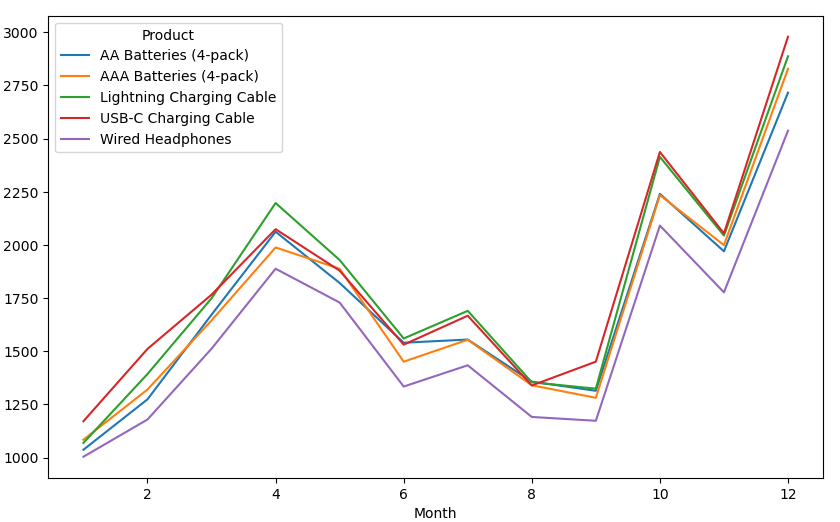 Product
AA Batteries (4-pack)
AAA Batteries (4-pack)
Lightning Charging Cable
USB-C Charging Cable
Wired Headphones
3000
2750
2500
2250
2000
1750
1500
1250
1000
2 4 6 8 10 12
Month